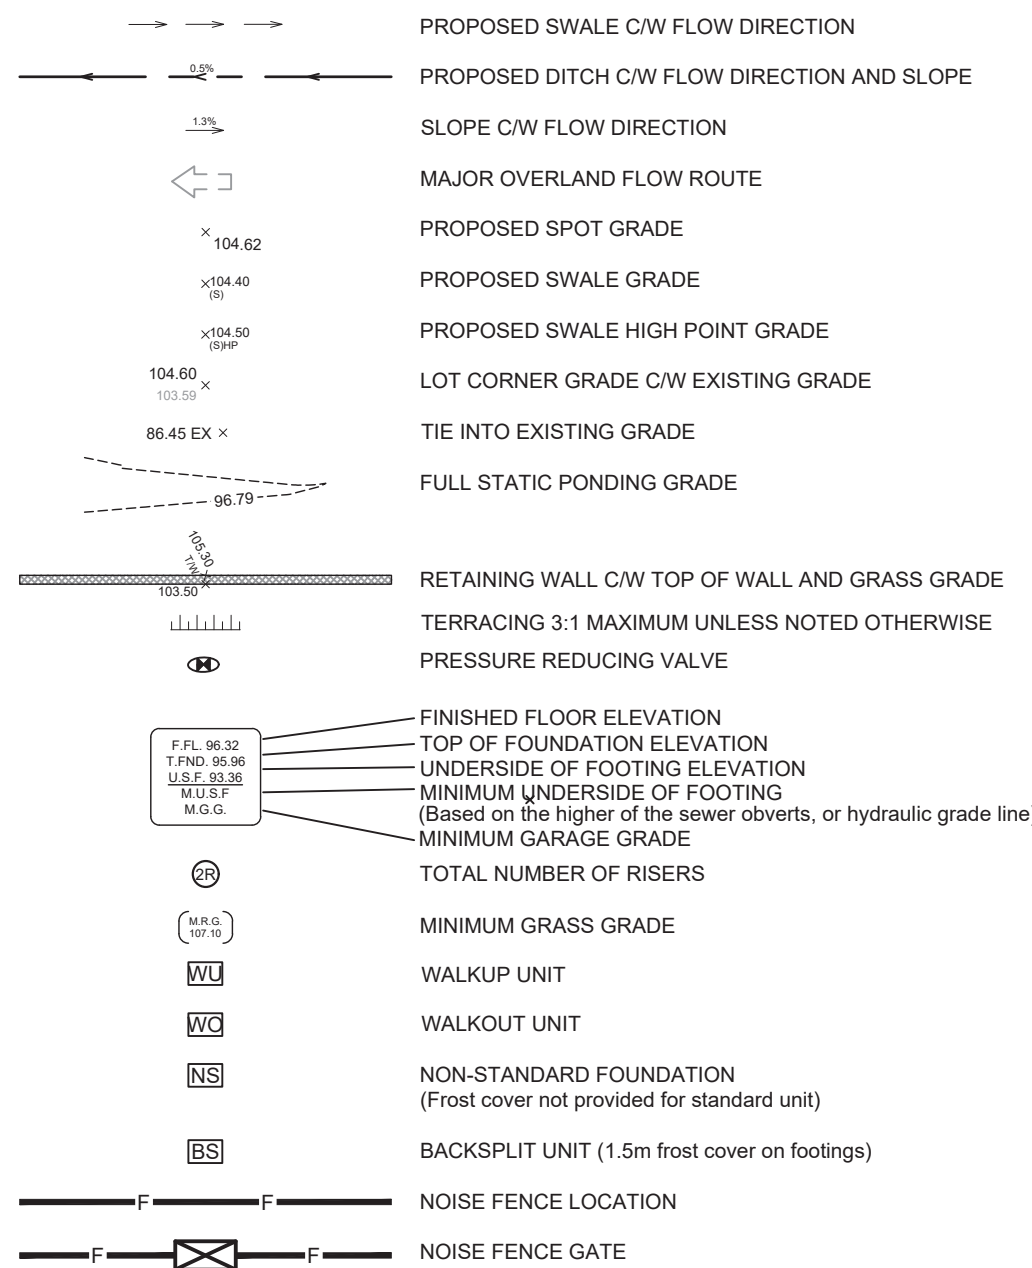 PROPOSED SWALE C/W FLOW DIRECTION
0.5%
PROPOSED DITCH C/W FLOW DIRECTION AND SLOPE
1.3%
SLOPE C/W FLOW DIRECTION
MAJOR OVERLAND FLOW ROUTE
104.62
PROPOSED SPOT GRADE
104.40
(S)
PROPOSED SWALE GRADE
104.50
(S)HP
PROPOSED SWALE HIGH POINT GRADE
104.60
103.59
LOT CORNER GRADE C/W EXISTING GRADE
86.45 EX
TIE INTO EXISTING GRADE
96.79
FULL STATIC PONDING GRADE
105.30
T/W
103.50
RETAINING WALL C/W TOP OF WALL AND GRASS GRADE
TERRACING 3:1 MAXIMUM UNLESS NOTED OTHERWISE
PRESSURE REDUCING VALVE
F.FL. 96.32
T.FND. 95.96
U.S.F. 93.36
M.U.S.F
M.G.G.
FINISHED FLOOR ELEVATION
TOP OF FOUNDATION ELEVATION
UNDERSIDE OF FOOTING ELEVATION
MINIMUM UNDERSIDE OF FOOTING
(Based on the higher of the sewer obverts, or hydraulic grade line)
MINIMUM GARAGE GRADE
2R
TOTAL NUMBER OF RISERS
M.R.G.
107.10
MINIMUM GRASS GRADE
WU
WALKUP UNIT
WO
WALKOUT UNIT
NS
NON-STANDARD FOUNDATION
(Frost cover not provided for standard unit)
BS
BACKSPLIT UNIT (1.5m frost cover on footings)
F F
NOISE FENCE LOCATION
F F
NOISE FENCE GATE